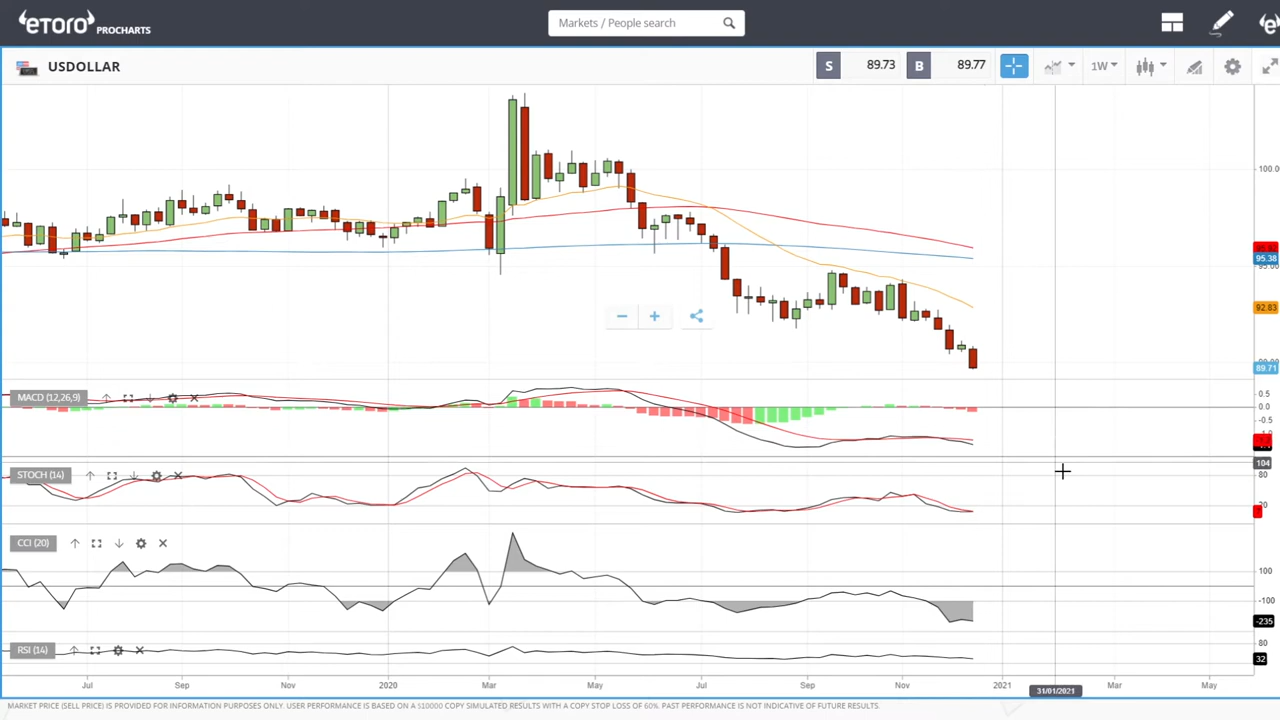 eTORO PROCHARTS
Markets / People search
USDOLLAR
S 89.73 B 89.77 1W
100.0
95.38
92.83
89.71
MACD (12,26,9)
0.5
0.0
-0.5
STOCH (14)
104
80
20
CCI (20)
100
-100
-235
RSI (14)
80
32
Jul Sep Nov 2020 Mar May Jul Sep Nov 2021 31/01/2021 Mar May
MARKET PRICE (SELL PRICE) IS PROVIDED FOR INFORMATION PURPOSES ONLY. USER PERFORMANCE IS BASED ON A $10000 COPY SIMULATED RESULTS WITH A COPY STOP LOSS OF 60%. PAST PERFORMANCE IS NOT INDICATIVE OF FUTURE RESULTS.